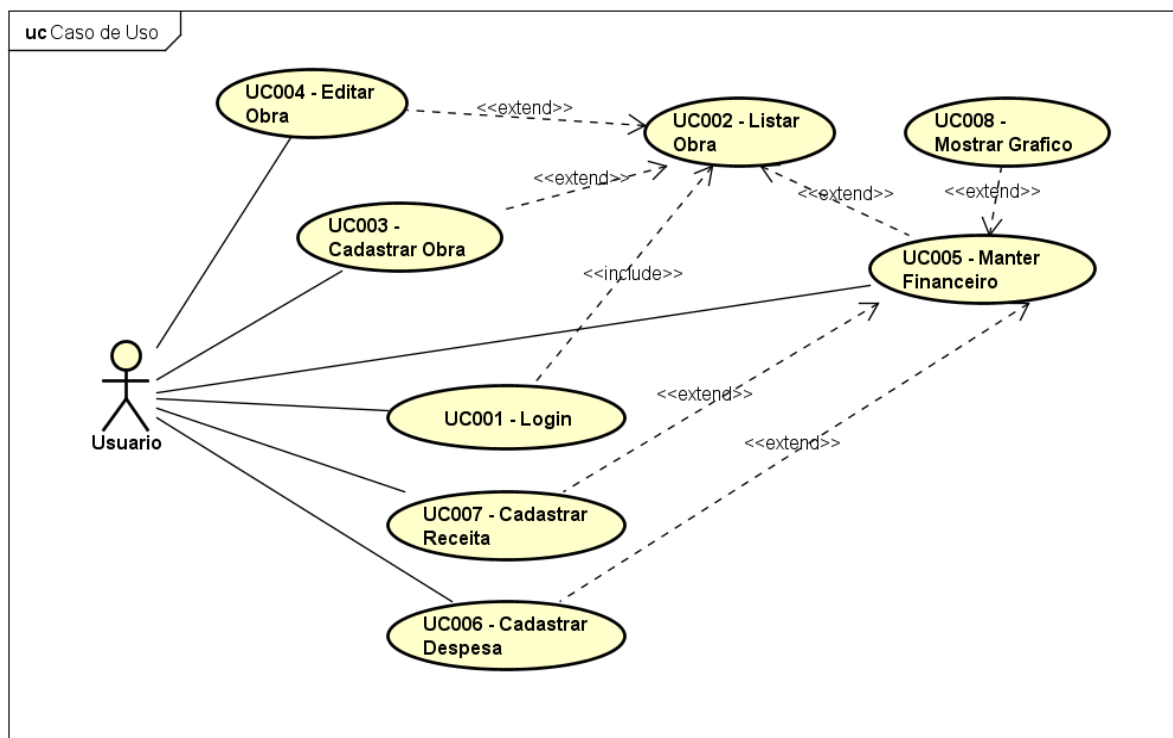 uc Caso de Uso
UC004 - Editar
Obra
<<extend>>
UC002 - Listar
Obra
UC008 -
Mostrar Grafico
<<extend>>
<<extend>>
<<extend>>
UC003 -
Cadastrar Obra
UC005 - Manter
Financeiro
<<include>>
Usuario
UC001 - Login
<<extend>>
<<extend>>
UC007 - Cadastrar
Receita
UC006 - Cadastrar
Despesa